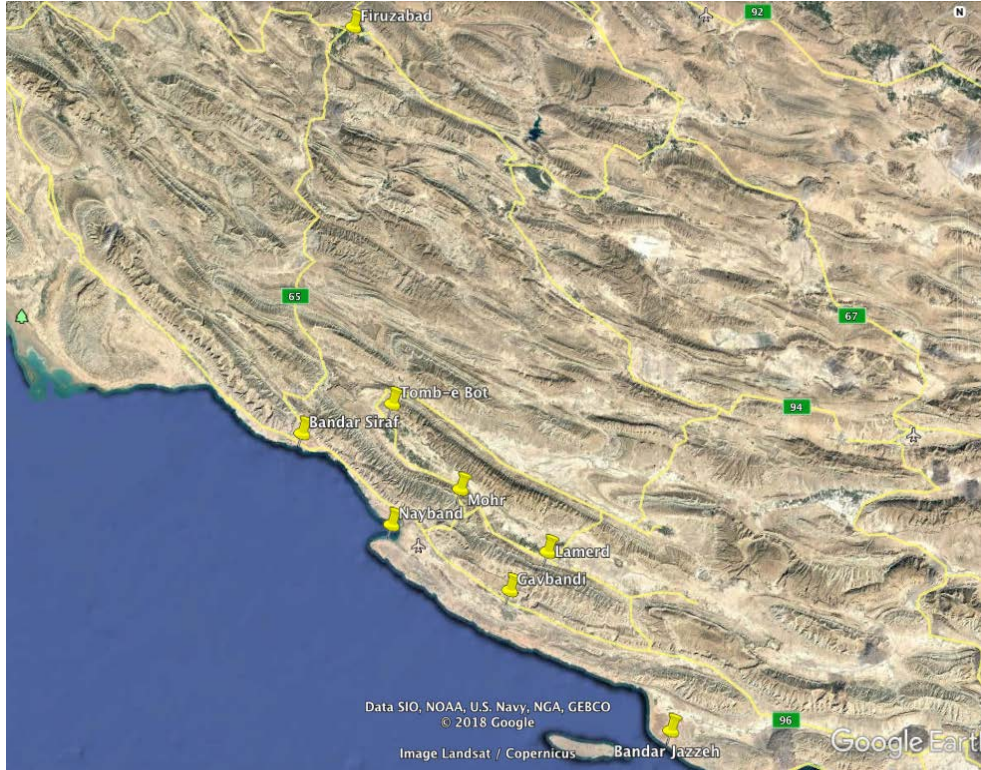 Firuzabad
92
N
65
67
Tomb-e Bot
94
Bandar Siraf
Mohr
Nayband
Lamerd
Gavbandi
Data SIO, NOAA, U.S. Navy, NGA, GEBCO
© 2018 Google
96
Image Landsat / Copernicus
Bandar Jazzeh
Google Earth